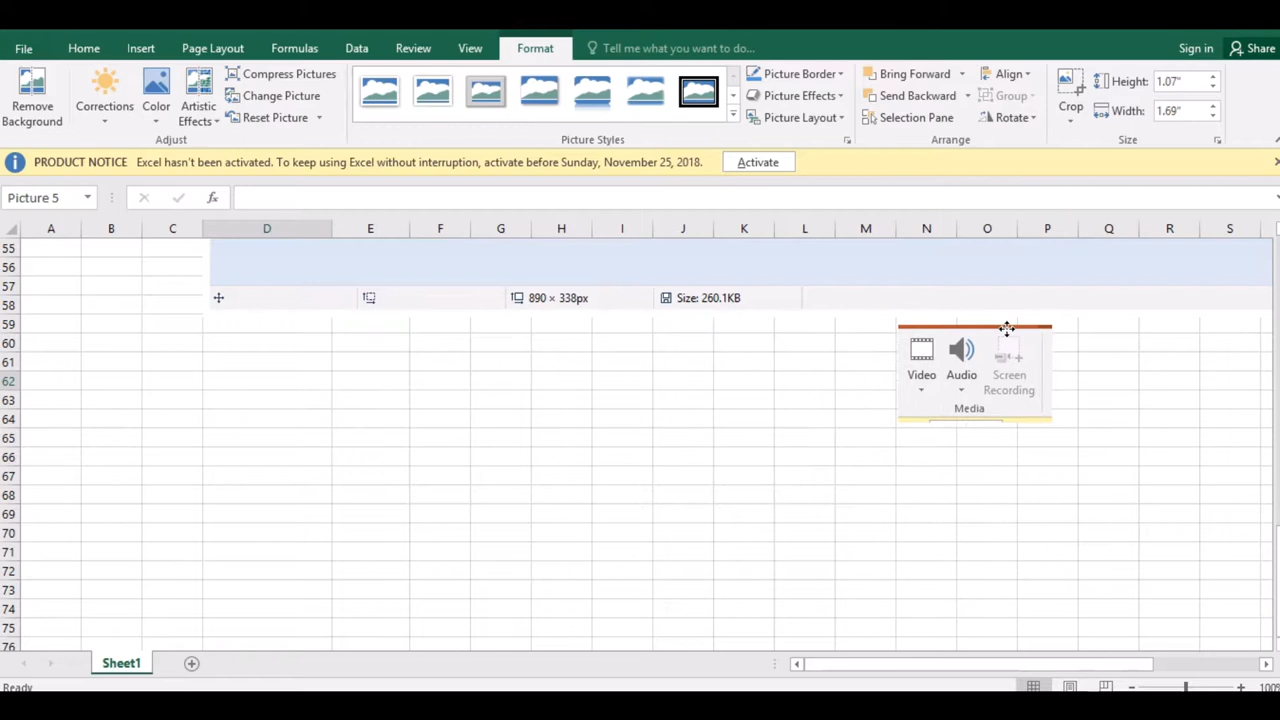 File Home Insert Page Layout Formulas Data Review View Format Tell me what you want to do... Sign in Share
Remove Background
Corrections
Color
Artistic Effects
Compress Pictures
Change Picture
Reset Picture
Adjust
Picture Styles
Picture Border
Picture Effects
Picture Layout
Bring Forward
Send Backward
Selection Pane
Align
Group
Rotate
Arrange
Crop
Height: 1.07"
Width: 1.69"
Size
PRODUCT NOTICE Excel hasn't been activated. To keep using Excel without interruption, activate before Sunday, November 25, 2018. Activate
Picture 5 fx
A B C D E F G H I J K L M N O P Q R S
55
56
57
890 × 338px Size: 260.1KB
58
59
60
61
62
63
64
65
66
67
68
69
70
71
72
73
74
75
76
Video Audio Screen Recording
Media
Sheet1
Ready 100%